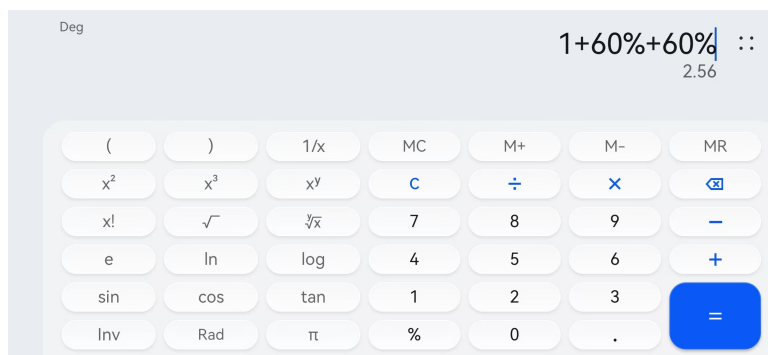 Deg
1+60%+60%
2.56
( ) 1/x MC M+ M- MR
x² x³ xʸ C ÷ ×
x! √ ʸ√x 7 8 9 −
e ln log 4 5 6 +
sin cos tan 1 2 3 =
Inv Rad π % 0 .